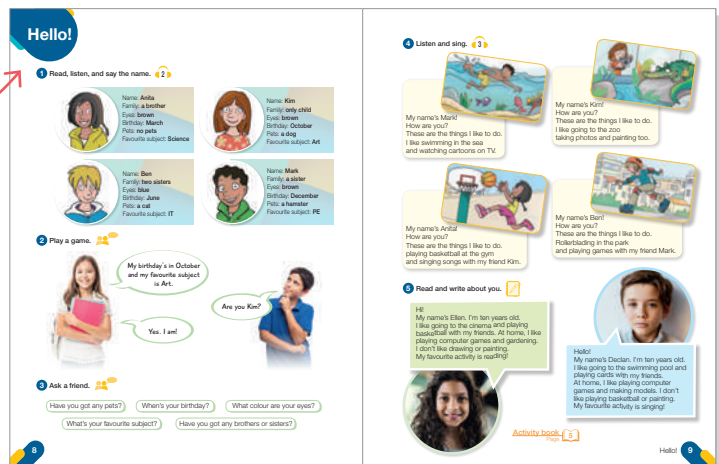 Hello!
1 Read, listen, and say the name. 2
Name: Anita
Family: a brother
Eyes: brown
Birthday: March
Pets: no pets
Favourite subject: Science
Name: Kim
Family: only child
Eyes: brown
Birthday: October
Pets: a dog
Favourite subject: Art
Name: Ben
Family: two sisters
Eyes: blue
Birthday: June
Pets: a cat
Favourite subject: IT
Name: Mark
Family: a sister
Eyes: brown
Birthday: December
Pets: a hamster
Favourite subject: PE
2 Play a game.
My birthday's in October
and my favourite subject
is Art.
Are you Kim?
Yes. I am!
3 Ask a friend.
Have you got any pets?
When's your birthday?
What colour are your eyes?
What's your favourite subject?
Have you got any brothers or sisters?
8
4 Listen and sing. 3
My name's Mark!
How are you?
These are the things I like to do.
I like swimming in the sea
and watching cartoons on TV.
My name's Kim!
How are you?
These are the things I like to do.
I like going to the zoo
taking photos and painting too.
My name's Anita!
How are you?
These are the things I like to do.
playing basketball at the gym
and singing songs with my friend Kim.
My name's Ben!
How are you?
These are the things I like to do.
Rollerblading in the park
and playing games with my friend Mark.
5 Read and write about you.
Hi!
My name's Ellen. I'm ten years old.
I like going to the cinema and playing
basketball with my friends. At home, I like
playing computer games and gardening.
I don't like drawing or painting.
My favourite activity is reading!
Hello!
My name's Declan. I'm ten years old.
I like going to the swimming pool and
playing cards with my friends.
At home, I like playing computer
games and making models. I don't
like playing basketball or painting.
My favourite activity is singing!
Activity book
Page 5
Hello! 9